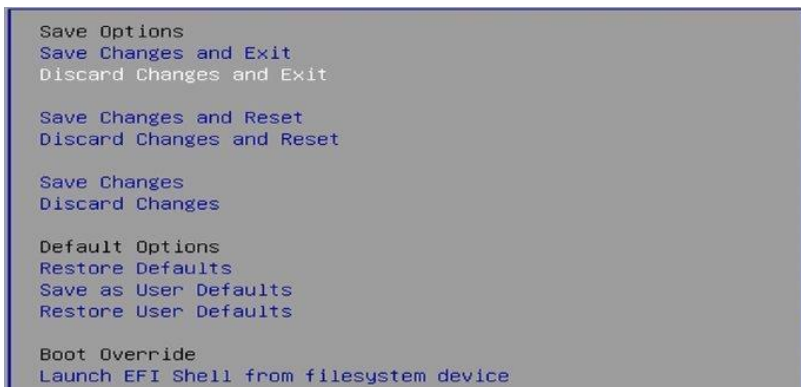 Save Options
Save Changes and Exit
Discard Changes and Exit
Save Changes and Reset
Discard Changes and Reset
Save Changes
Discard Changes
Default Options
Restore Defaults
Save as User Defaults
Restore User Defaults
Boot Override
Launch EFI Shell from filesystem device